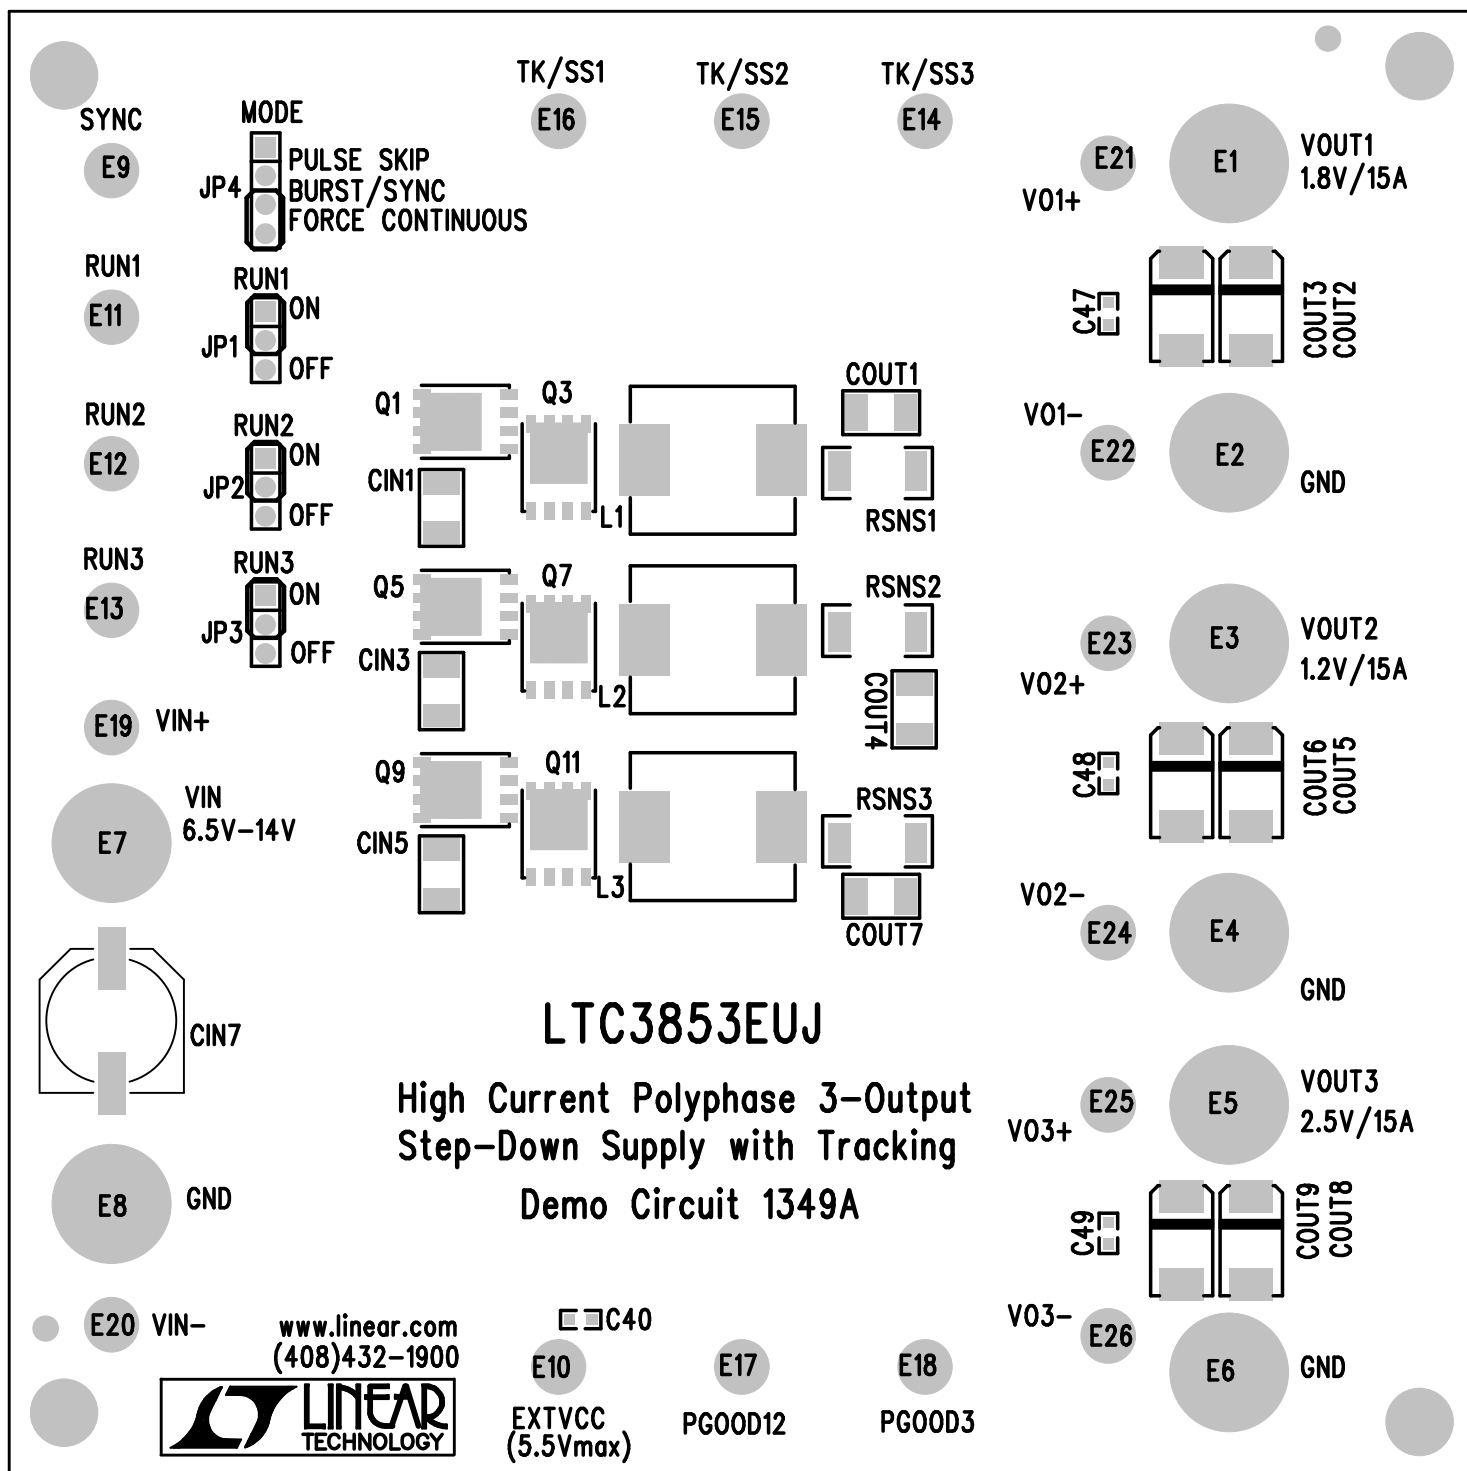 TK/SS1
TK/SS2
TK/SS3
E16
E15
E14
SYNC
E9
MODE
PULSE SKIP
BURST/SYNC
FORCE CONTINUOUS
JP4
E21
VO1+
E1
VOUT1
1.8V/15A
RUN1
E11
RUN1
ON
JP1
OFF
C47
COUT3
COUT2
RUN2
E12
RUN2
ON
JP2
OFF
Q1
Q3
CIN1
L1
COUT1
RSNS1
VO1-
E22
E2
GND
RUN3
E13
RUN3
ON
JP3
OFF
Q5
Q7
CIN3
L2
RSNS2
COUT4
E23
VO2+
E3
VOUT2
1.2V/15A
E19
VIN+
Q9
Q11
CIN5
L3
RSNS3
COUT7
C48
COUT6
COUT5
E7
VIN
6.5V-14V
VO2-
E24
E4
GND
CIN7
LTC3853EUJ
High Current Polyphase 3-Output
Step-Down Supply with Tracking
Demo Circuit 1349A
E25
VO3+
E5
VOUT3
2.5V/15A
E8
GND
C49
COUT9
COUT8
E20
VIN-
www.linear.com
(408)432-1900
LINEAR
TECHNOLOGY
C40
E10
EXTVCC
(5.5Vmax)
E17
PGOOD12
E18
PGOOD3
VO3-
E26
E6
GND